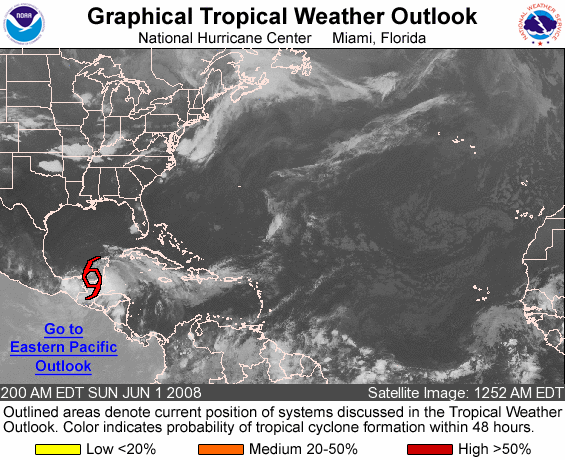 Graphical Tropical Weather Outlook
National Hurricane Center Miami, Florida
NOAA
Go to
Eastern Pacific
Outlook
200 AM EDT SUN JUN 1 2008
Satellite Image: 1252 AM EDT
Outlined areas denote current position of systems discussed in the Tropical Weather
Outlook. Color indicates probability of tropical cyclone formation within 48 hours.
Low <20%
Medium 20-50%
High >50%